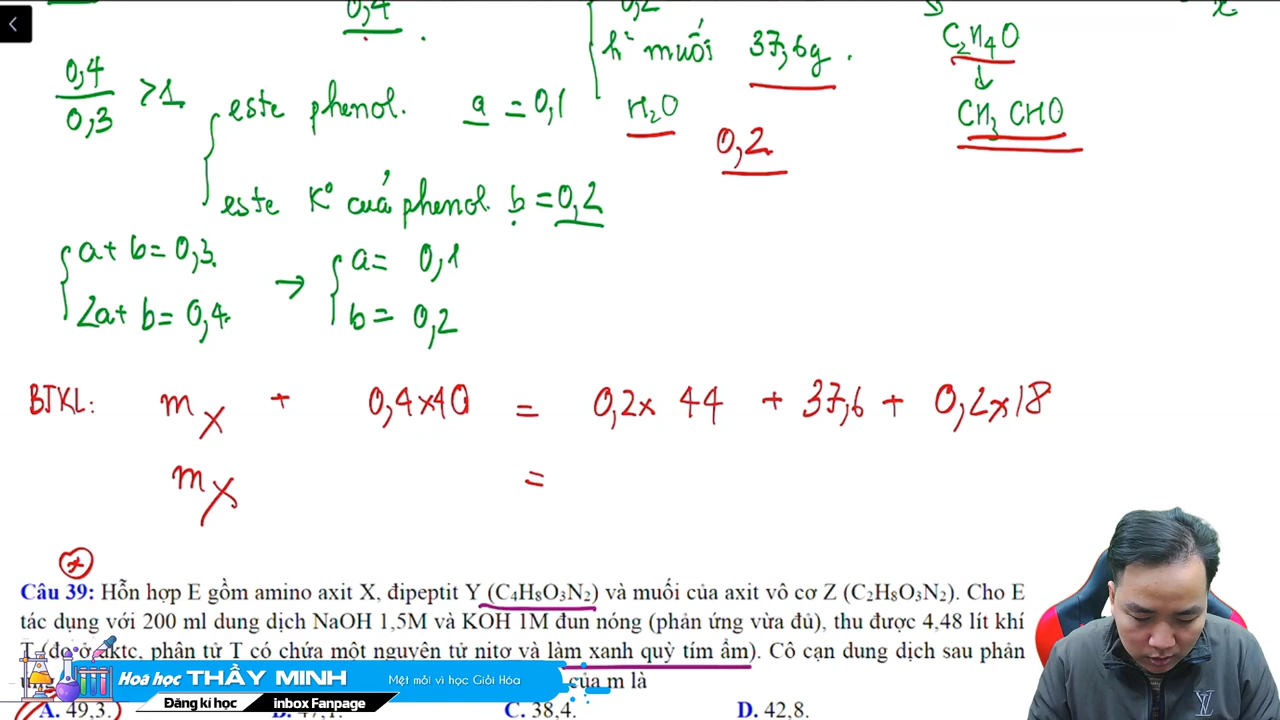 0,4
0,2
C₂H₄O
h² muối 37,6g.
0,4/0,3 >1
este phenol. a = 0,1
H₂O
CH₃CHO
0,2
este K° của phenol. b = 0,2
a + b = 0,3
→ a = 0,1
2a + b = 0,4
b = 0,2
BTKL: mX + 0,4x40 = 0,2x 44 + 37,6 + 0,2x18
mX =
Câu 39: Hỗn hợp E gồm amino axit X, đipeptit Y (C₄H₈O₃N₂) và muối của axit vô cơ Z (C₂H₈O₃N₂). Cho E
tác dụng với 200 ml dung dịch NaOH 1,5M và KOH 1M đun nóng (phản ứng vừa đủ), thu được 4,48 lít khí
T (đo ở đktc, phân tử T có chứa một nguyên tử nitơ và làm xanh quỳ tím ẩm). Cô cạn dung dịch sau phản
của m là
Hoá học THẦY MINH
Mệt mỏi vì học Giỏi Hóa
Đăng kí học
inbox Fanpage
A. 49,3.
B. 47,1.
C. 38,4.
D. 42,8.